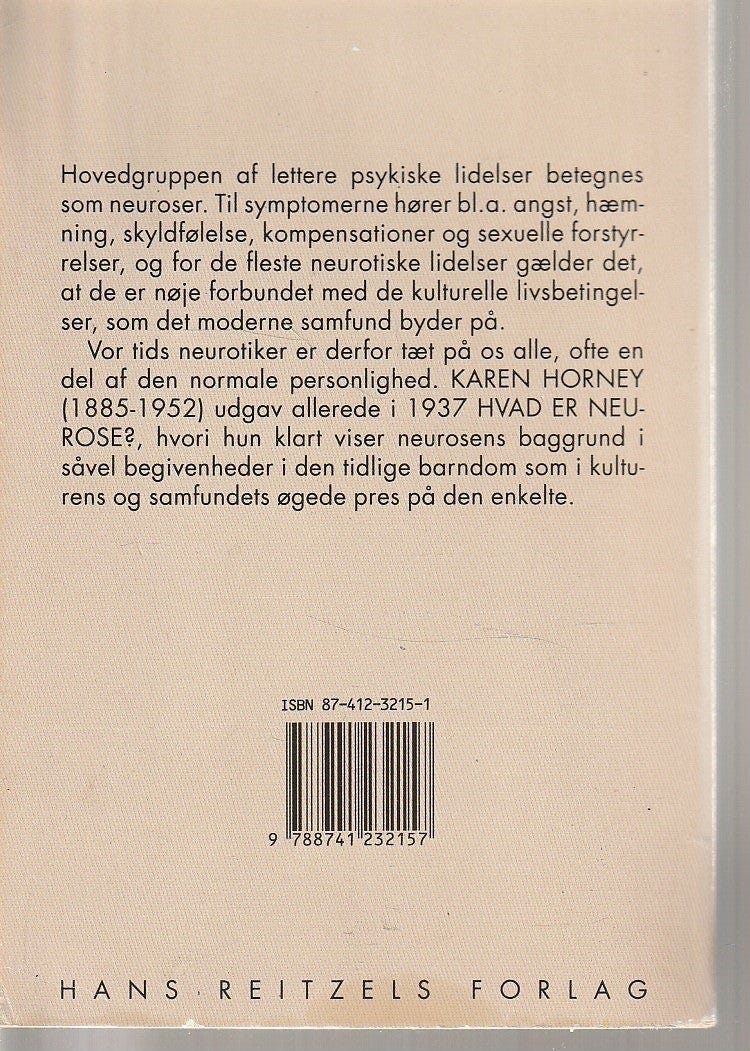 Hovedgruppen af lettere psykiske lidelser betegnes
som neuroser. Til symptomerne hører bl.a. angst, hæm-
ning, skyldfølelse, kompensationer og sexuelle forstyr-
relser, og for de fleste neurotiske lidelser gælder det,
at de er nøje forbundet med de kulturelle livsbetingel-
ser, som det moderne samfund byder på.
Vor tids neurotiker er derfor tæt på os alle, ofte en
del af den normale personlighed. KAREN HORNEY
(1885-1952) udgav allerede i 1937 HVAD ER NEU-
ROSE?, hvori hun klart viser neurosens baggrund i
såvel begivenheder i den tidlige barndom som i kultu-
rens og samfundets øgede pres på den enkelte.
ISBN 87-412-3215-1
9 788741 232157
HANS REITZELS FORLAG